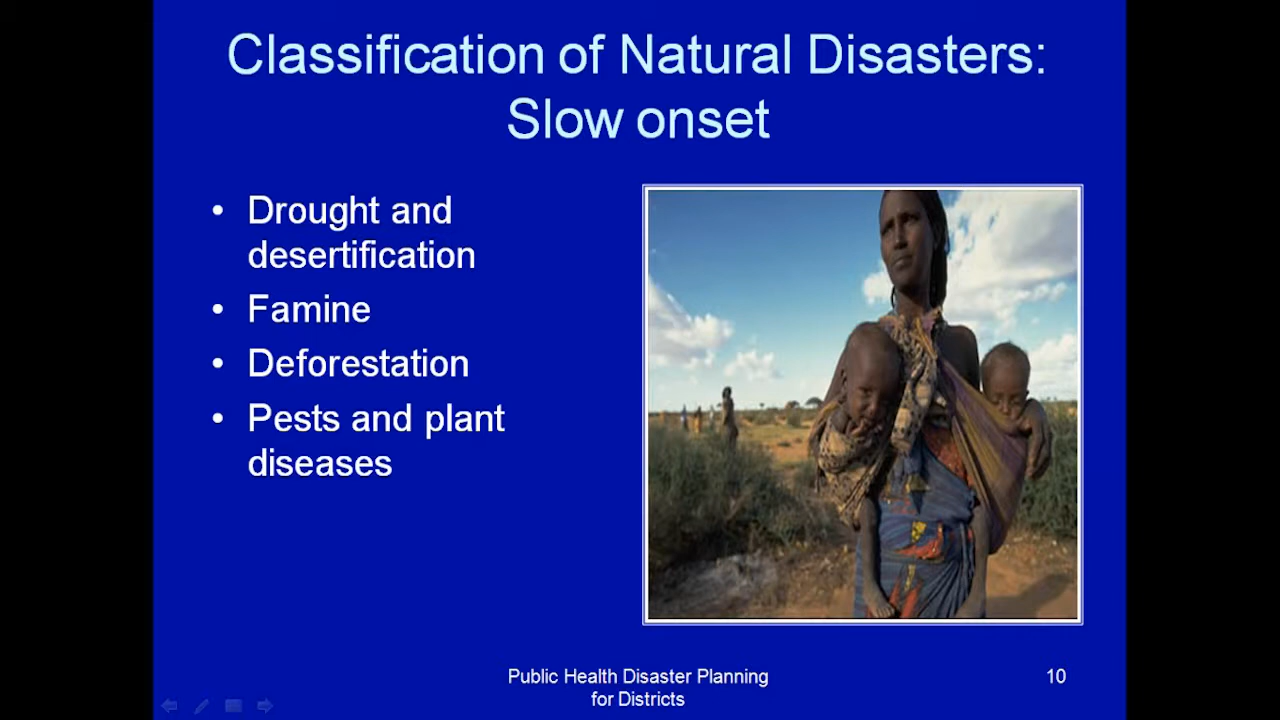 Classification of Natural Disasters:
Slow onset
• Drought and
desertification
• Famine
• Deforestation
• Pests and plant
diseases
Public Health Disaster Planning
for Districts
10